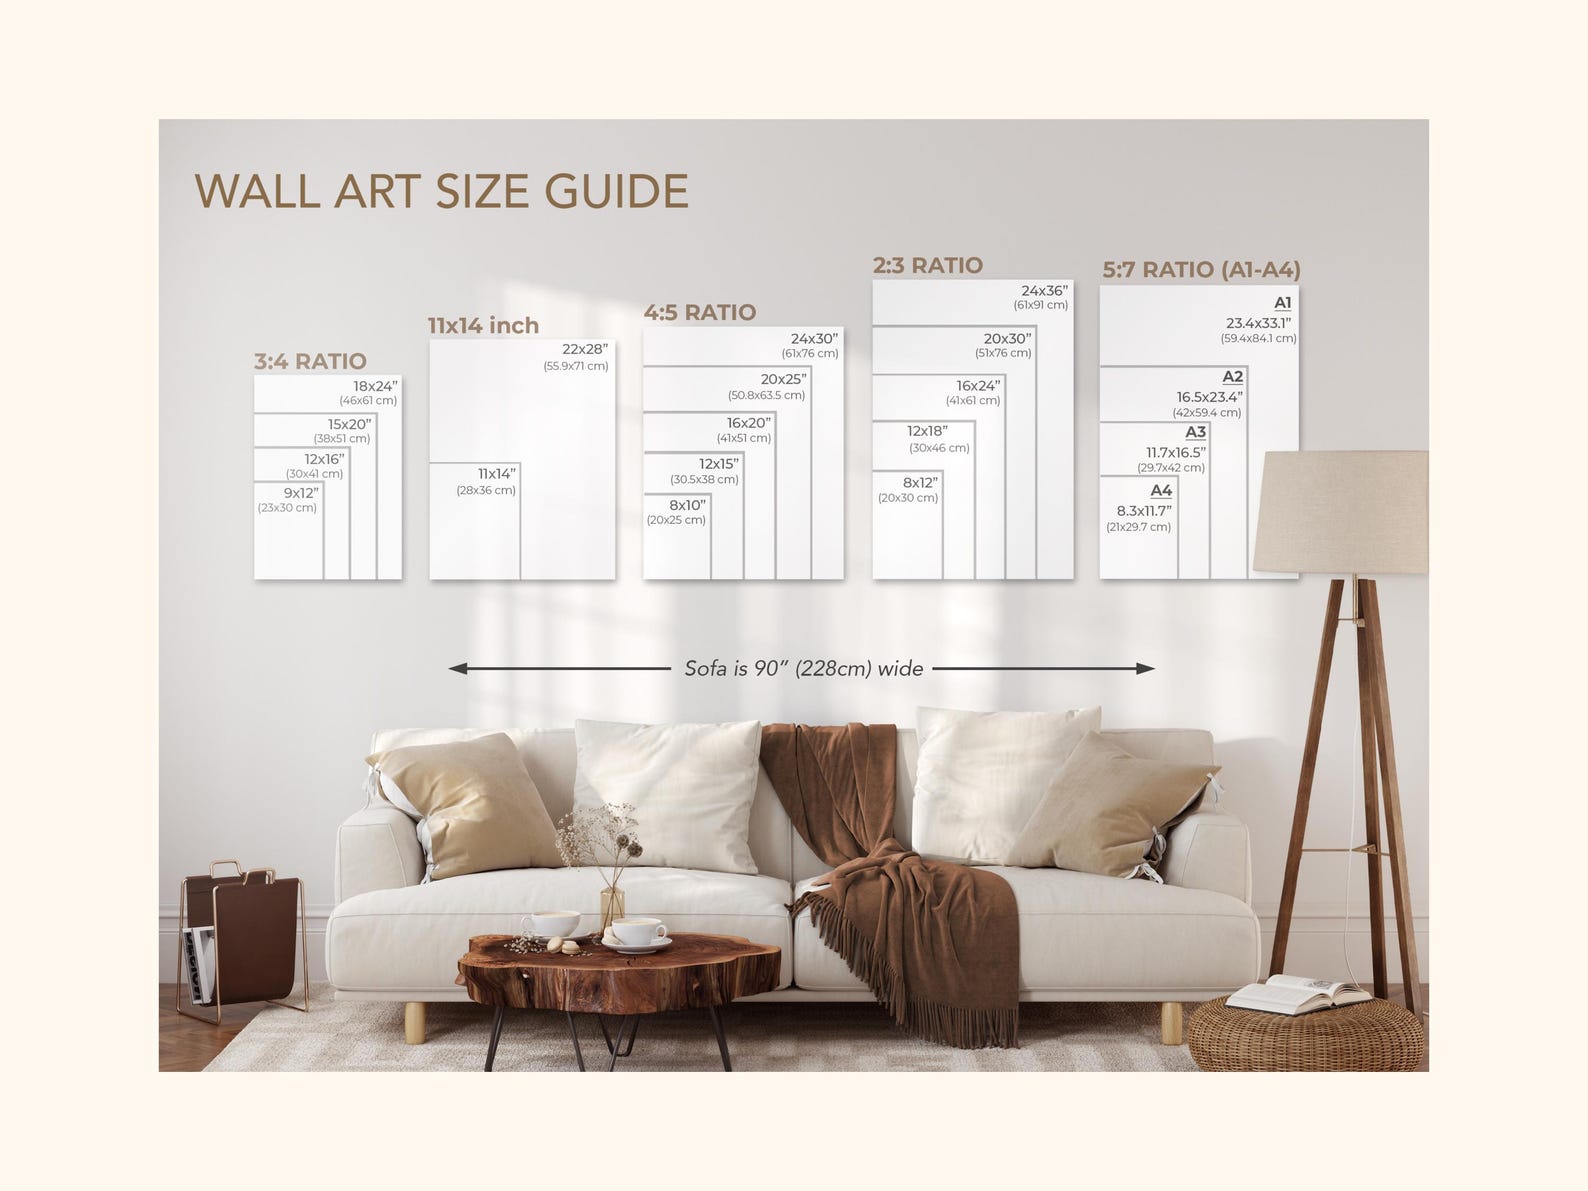 WALL ART SIZE GUIDE
3:4 RATIO
18x24”
(46x61 cm)
15x20”
(38x51 cm)
12x16”
(30x41 cm)
9x12”
(23x30 cm)
11x14 inch
22x28”
(55.9x71 cm)
11x14”
(28x36 cm)
4:5 RATIO
24x30”
(61x76 cm)
20x25”
(50.8x63.5 cm)
16x20”
(41x51 cm)
12x15”
(30.5x38 cm)
8x10”
(20x25 cm)
2:3 RATIO
24x36”
(61x91 cm)
20x30”
(51x76 cm)
16x24”
(41x61 cm)
12x18”
(30x46 cm)
8x12”
(20x30 cm)
5:7 RATIO (A1-A4)
A1
23.4x33.1”
(59.4x84.1 cm)
A2
16.5x23.4”
(42x59.4 cm)
A3
11.7x16.5”
(29.7x42 cm)
A4
8.3x11.7”
(21x29.7 cm)
Sofa is 90” (228cm) wide